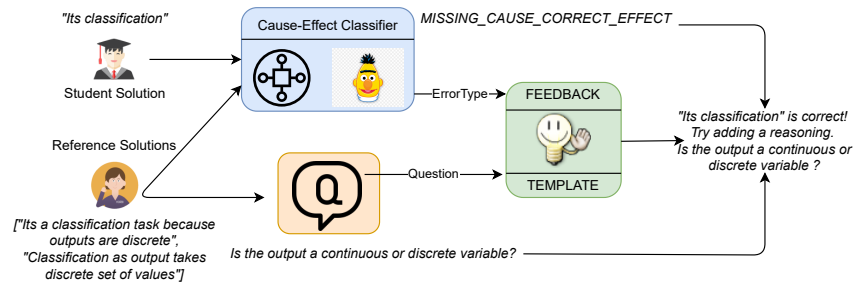 "Its classification"
Cause-Effect Classifier
MISSING_CAUSE_CORRECT_EFFECT
Student Solution
ErrorType
FEEDBACK
TEMPLATE
"Its classification" is correct!
Try adding a reasoning.
Is the output a continuous or
discrete variable ?
Reference Solutions
Q
Question
["Its a classification task because
outputs are discrete",
"Classification as output takes
discrete set of values"]
Is the output a continuous or discrete variable?